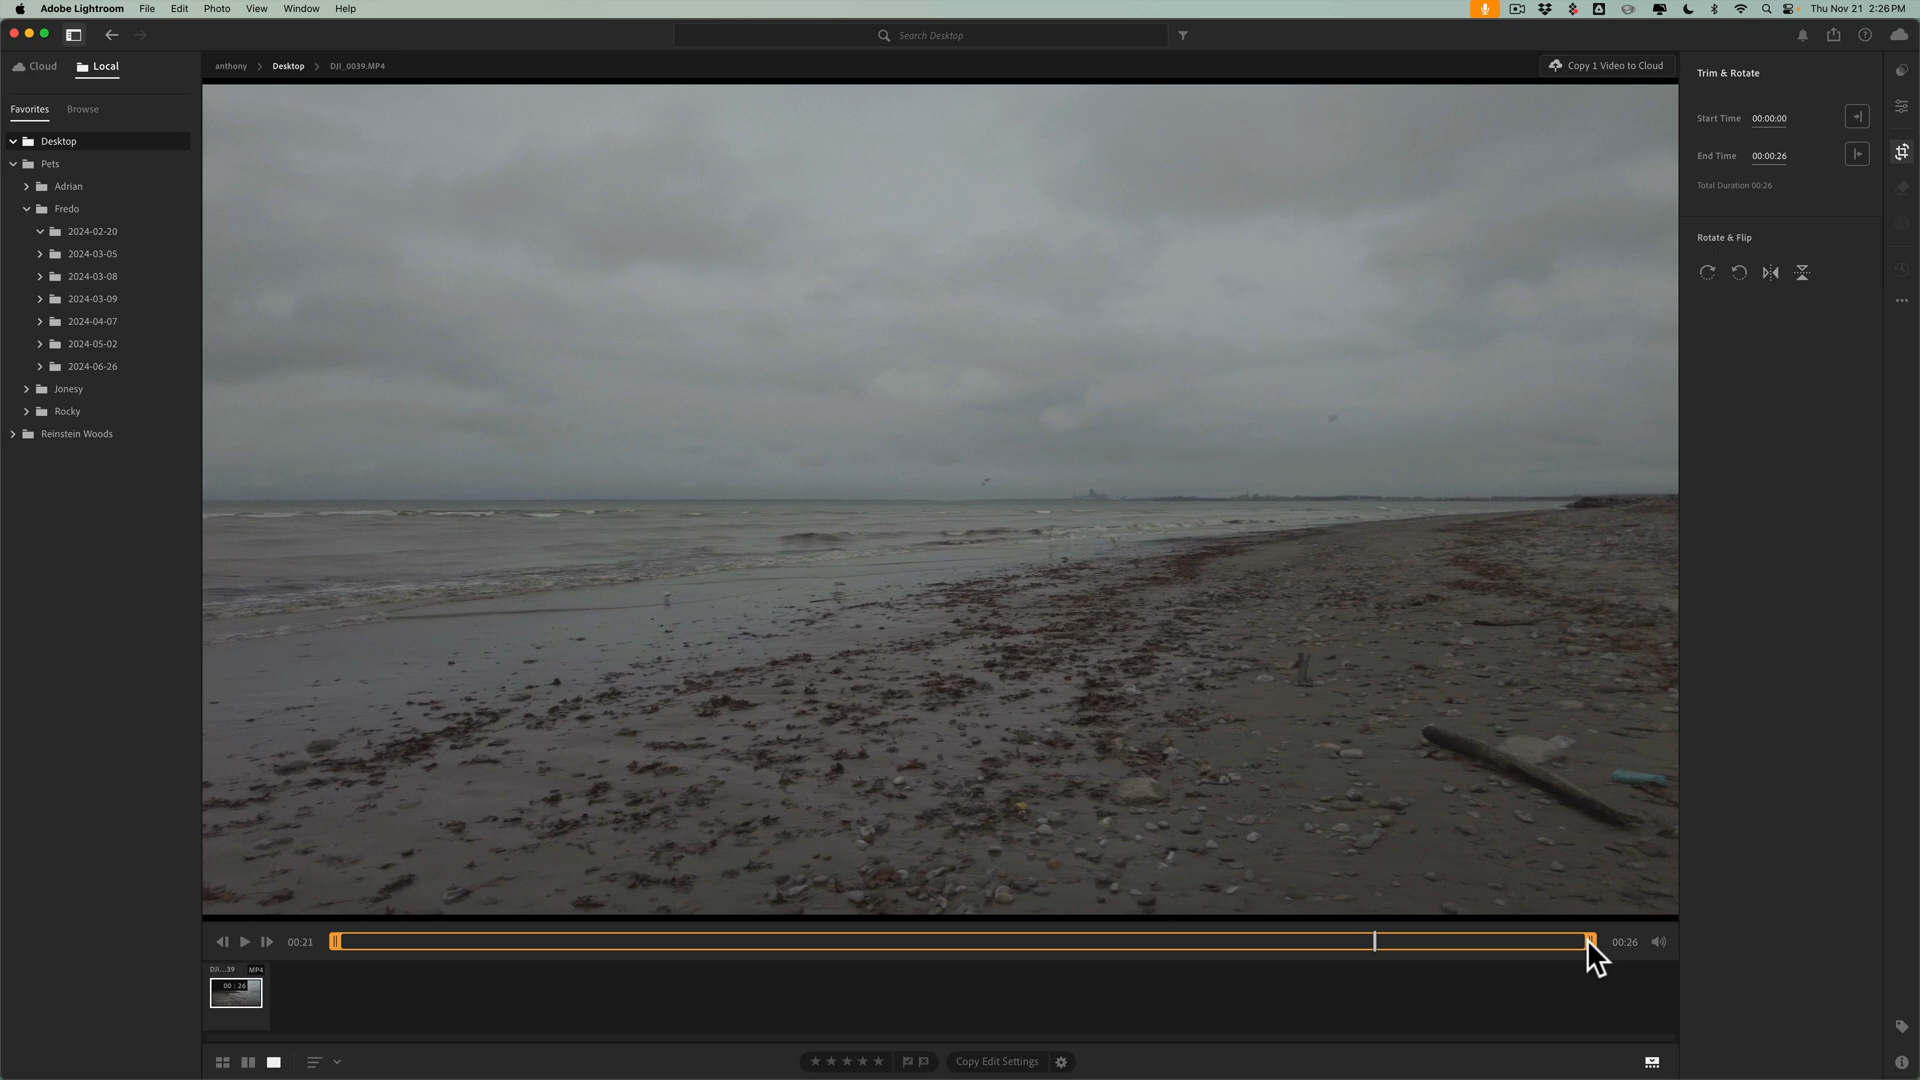 Adobe Lightroom File Edit Photo View Window Help Thu Nov 21 2:26 PM
Search Desktop
Cloud Local
anthony Desktop DJI_0039.MP4 Copy 1 Video to Cloud
Favorites Browse
Desktop
Pets
Adrian
Fredo
2024-02-20
2024-03-05
2024-03-08
2024-03-09
2024-04-07
2024-05-02
2024-06-26
Jonesy
Rocky
Reinstein Woods
Trim & Rotate
Start Time 00:00:00
End Time 00:00:26
Total Duration 00:26
Rotate & Flip
00:21 00:26
DJI...39 MP4
00 : 26
Copy Edit Settings